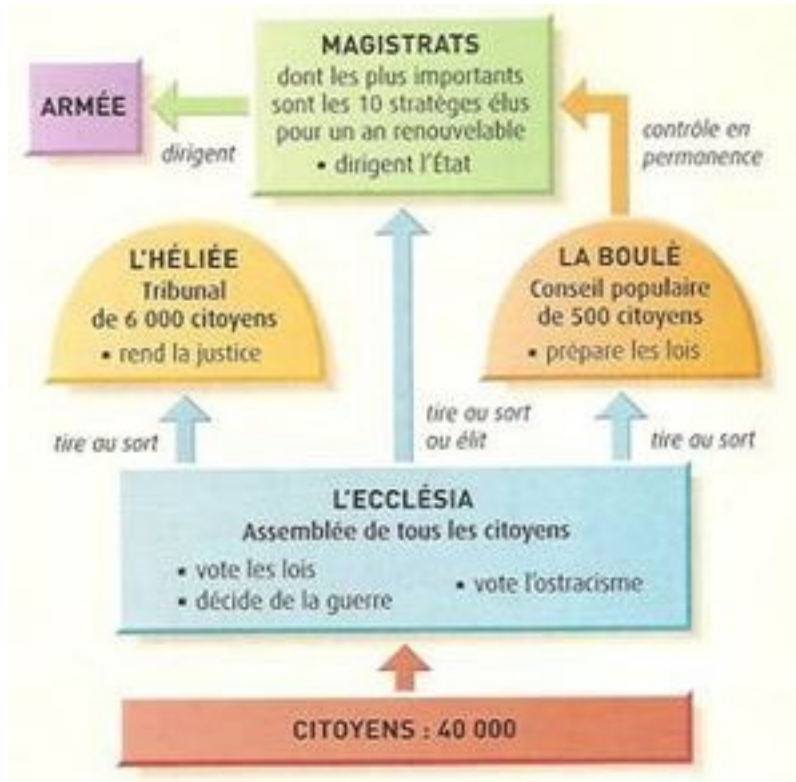 MAGISTRATS
dont les plus importants
sont les 10 stratèges élus
pour un an renouvelable
• dirigent l'État
ARMÉE
dirigent
contrôle en
permanence
L'HÉLIÉE
Tribunal
de 6 000 citoyens
• rend la justice
LA BOULÈ
Conseil populaire
de 500 citoyens
• prépare les lois
tire au sort
tire au sort
ou élit
tire au sort
L'ECCLÉSIA
Assemblée de tous les citoyens
• vote les lois
• décide de la guerre
• vote l'ostracisme
CITOYENS : 40 000